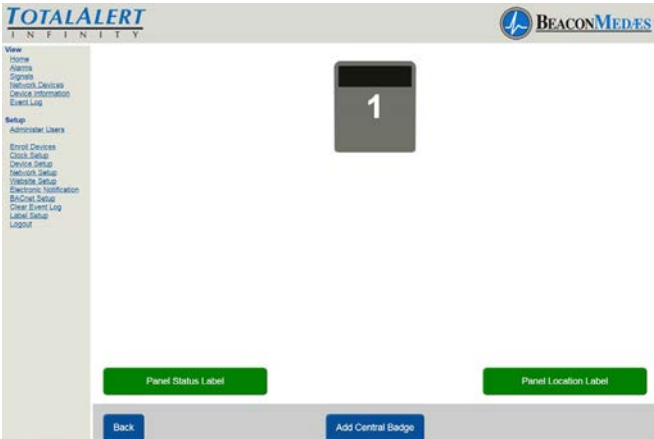 TOTALALERT
INFINITY
BEACONMEDÆS
View
Home
Alarms
Signals
Network Devices
Device Information
Event Log
Setup
Administer Users
Enroll Devices
Clock Setup
Device Setup
Network Setup
Website Setup
Electronic Notification
BACnet Setup
Clear Event Log
Label Setup
Logout
1
Panel Status Label
Panel Location Label
Back
Add Central Badge